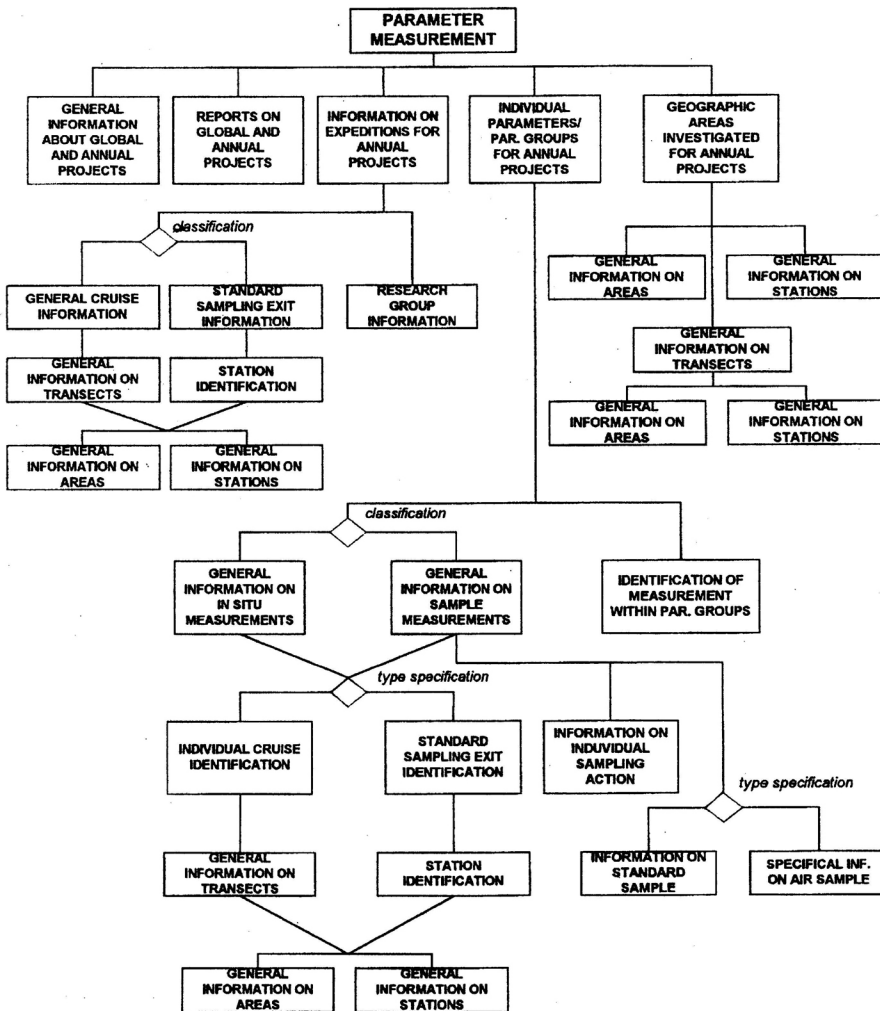 PARAMETER
MEASUREMENT
GENERAL
INFORMATION
ABOUT GLOBAL
AND ANNUAL
PROJECTS
REPORTS ON
GLOBAL AND
ANNUAL
PROJECTS
INFORMATION ON
EXPEDITIONS FOR
ANNUAL
PROJECTS
INDIVIDUAL
PARAMETERS/
PAR. GROUPS
FOR ANNUAL
PROJECTS
GEOGRAPHIC
AREAS
INVESTIGATED
FOR ANNUAL
PROJECTS
classification
GENERAL CRUISE
INFORMATION
STANDARD
SAMPLING EXIT
INFORMATION
RESEARCH
GROUP
INFORMATION
GENERAL
INFORMATION ON
AREAS
GENERAL
INFORMATION ON
STATIONS
GENERAL
INFORMATION ON
TRANSECTS
GENERAL
INFORMATION ON
TRANSECTS
STATION
IDENTIFICATION
GENERAL
INFORMATION ON
AREAS
GENERAL
INFORMATION ON
STATIONS
GENERAL
INFORMATION ON
AREAS
GENERAL
INFORMATION ON
STATIONS
classification
GENERAL
INFORMATION ON
IN SITU
MEASUREMENTS
GENERAL
INFORMATION ON
SAMPLE
MEASUREMENTS
IDENTIFICATION OF
MEASUREMENT
WITHIN PAR. GROUPS
type specification
INDIVIDUAL CRUISE
IDENTIFICATION
STANDARD
SAMPLING EXIT
IDENTIFICATION
INFORMATION ON
INDUVIDUAL
SAMPLING
ACTION
type specification
GENERAL
INFORMATION ON
TRANSECTS
STATION
IDENTIFICATION
INFORMATION ON
STANDARD
SAMPLE
SPECIFICAL INF.
ON AIR SAMPLE
GENERAL
INFORMATION ON
AREAS
GENERAL
INFORMATION ON
STATIONS